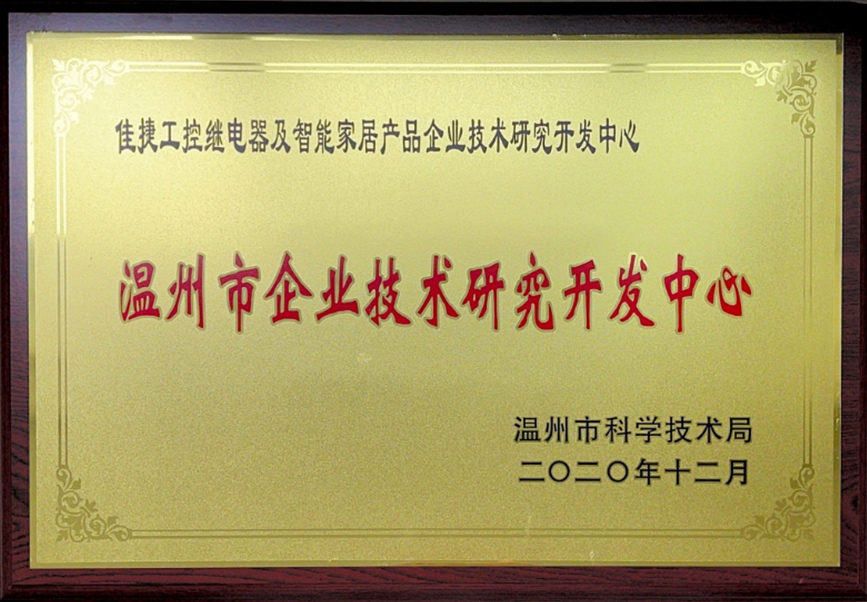 佳捷工控继电器及智能家居产品企业技术研究开发中心
温州市企业技术研究开发中心
温州市科学技术局
二〇二〇年十二月